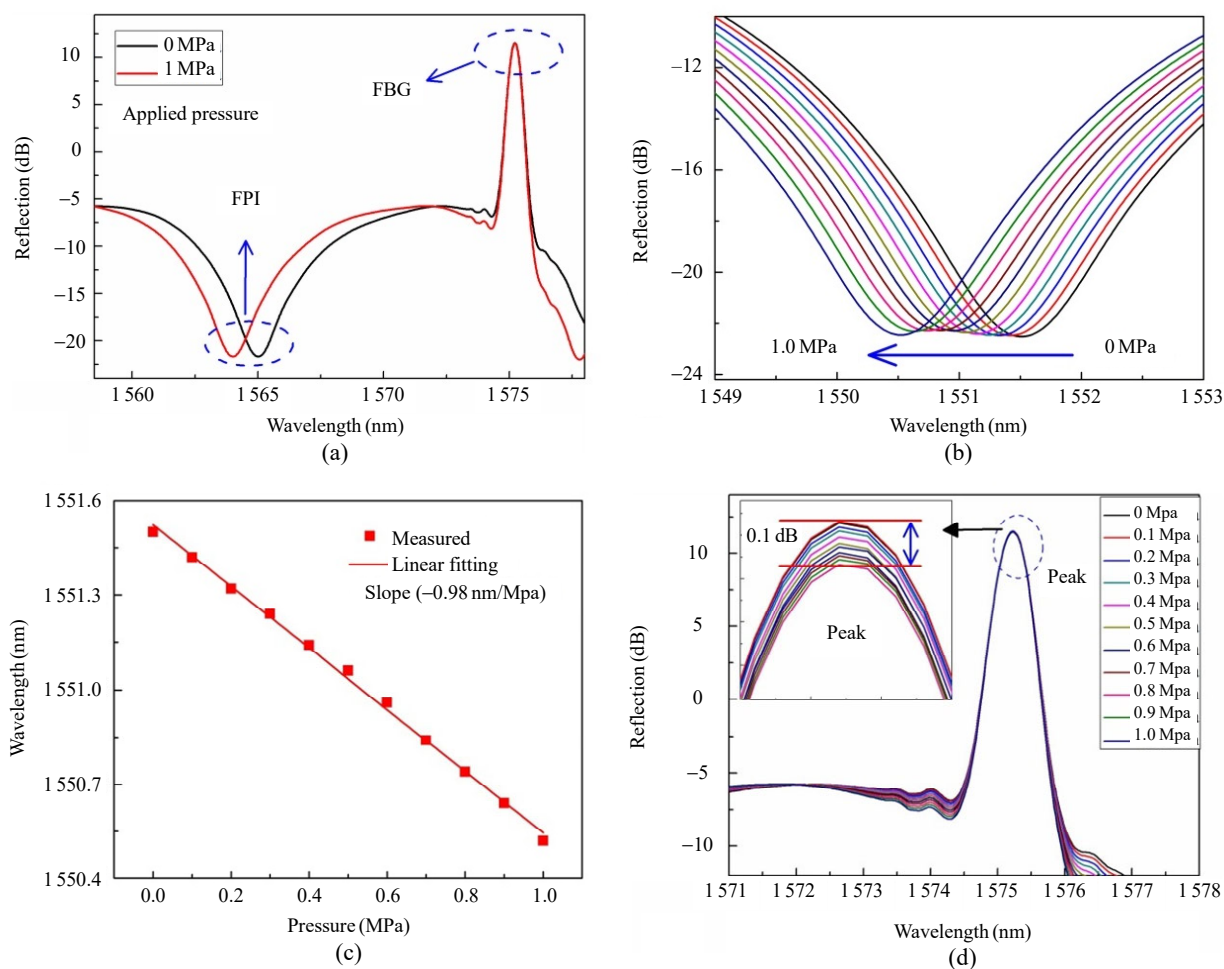 0 MPa
1 MPa
Applied pressure
FBG
FPI
10
5
0
−5
−10
−15
−20
Reflection (dB)
1 560
1 565
1 570
1 575
Wavelength (nm)
(a)
−12
−16
−20
−24
Reflection (dB)
1.0 MPa
0 MPa
1 549
1 550
1 551
1 552
1 553
Wavelength (nm)
(b)
1 551.6
1 551.3
1 551.0
1 550.7
1 550.4
Wavelength (nm)
Measured
Linear fitting
Slope (−0.98 nm/Mpa)
0.0
0.2
0.4
0.6
0.8
1.0
Pressure (MPa)
(c)
10
5
0
−5
−10
Reflection (dB)
0.1 dB
Peak
Peak
0 Mpa
0.1 Mpa
0.2 Mpa
0.3 Mpa
0.4 Mpa
0.5 Mpa
0.6 Mpa
0.7 Mpa
0.8 Mpa
0.9 Mpa
1.0 Mpa
1 571
1 572
1 573
1 574
1 575
1 576
1 577
1 578
Wavelength (nm)
(d)